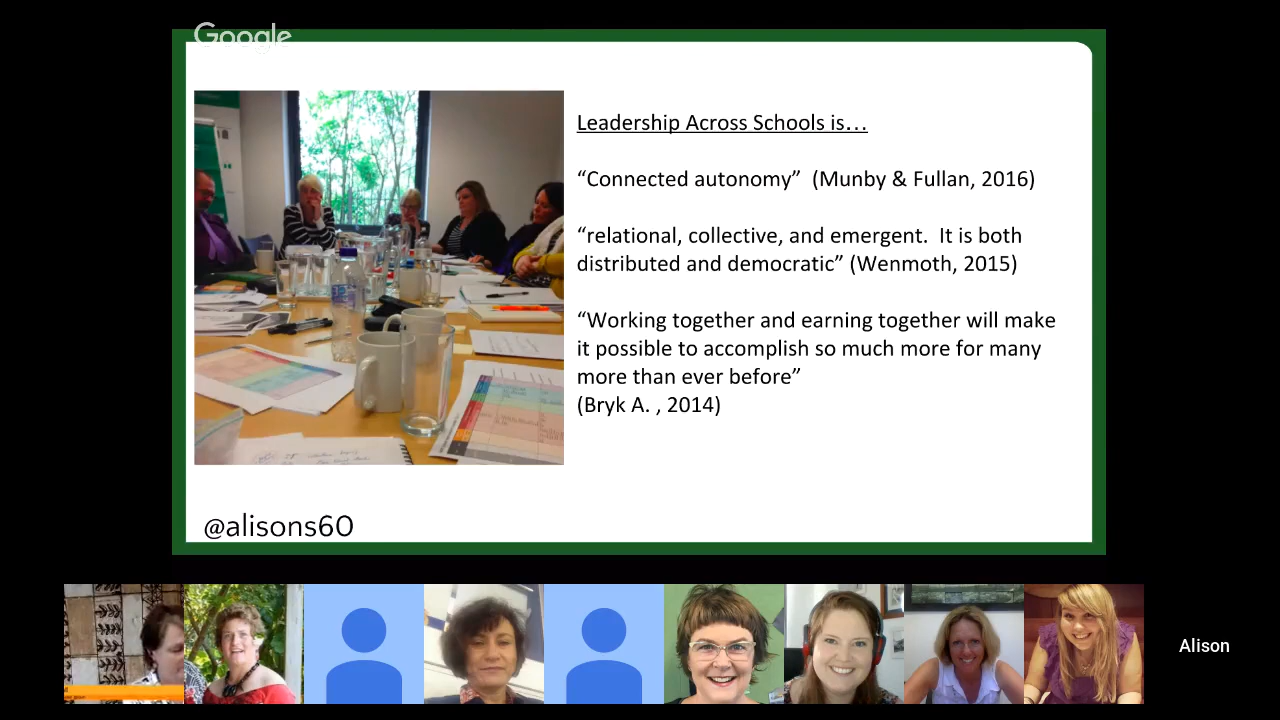 Google
Leadership Across Schools is…
“Connected autonomy” (Munby & Fullan, 2016)
“relational, collective, and emergent. It is both
distributed and democratic” (Wenmoth, 2015)
“Working together and earning together will make
it possible to accomplish so much more for many
more than ever before”
(Bryk A. , 2014)
@alisons60
Alison